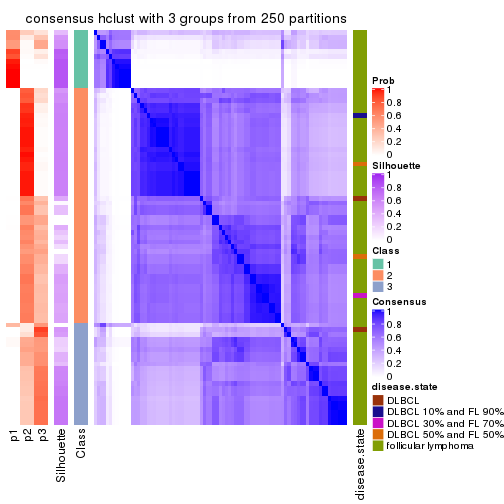 consensus hclust with 3 groups from 250 partitions
Prob
1
0.8
0.6
0.4
0.2
0
Silhouette
0.8
0.6
0.4
0.2
0
Class
1
2
3
Consensus
1
0.8
0.6
0.4
0.2
0
disease.state
DLBCL
DLBCL 10% and FL 90%
DLBCL 30% and FL 70%
DLBCL 50% and FL 50%
follicular lymphoma
p1
p2
p3
Silhouette
Class
disease.state